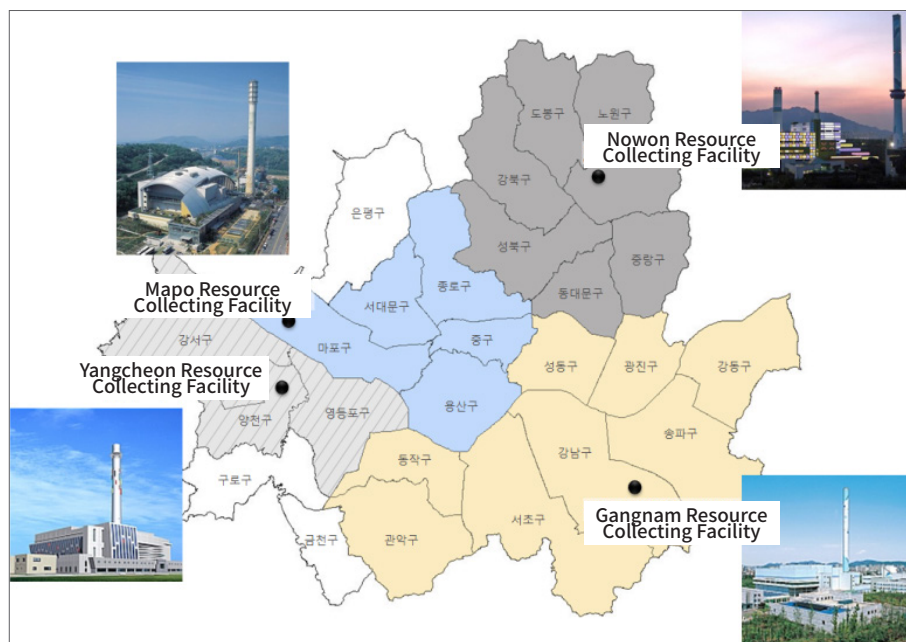 도봉구
노원구
Nowon Resource
Collecting Facility
강북구
은평구
성북구
중랑구
종로구
동대문구
Mapo Resource
Collecting Facility
서대문구
강서구
마포구
중구
성동구
광진구
강동구
Yangcheon Resource
Collecting Facility
용산구
양천구
영등포구
송파구
강남구
동작구
구로구
Gangnam Resource
Collecting Facility
서초구
금천구
관악구